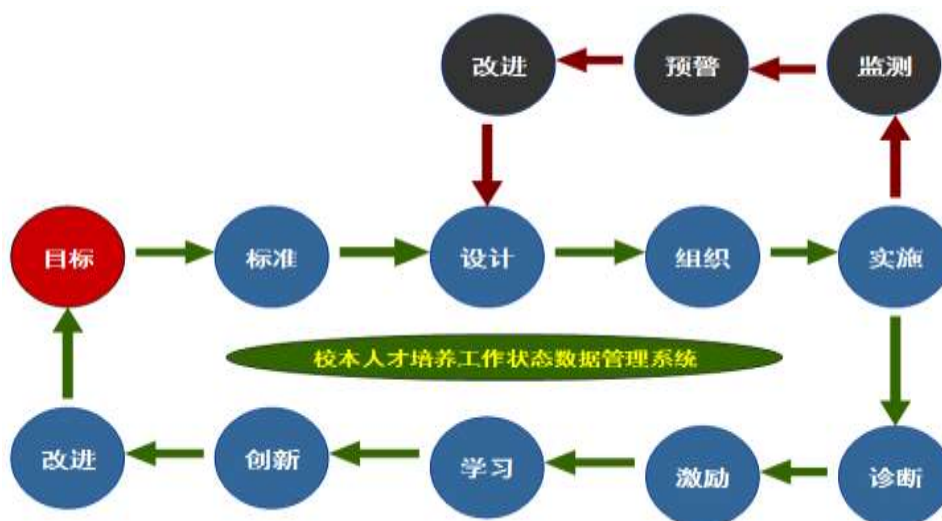 改进
预警
监测
目标
标准
设计
组织
实施
校本人才培养工作状态数据管理系统
改进
创新
学习
激励
诊断